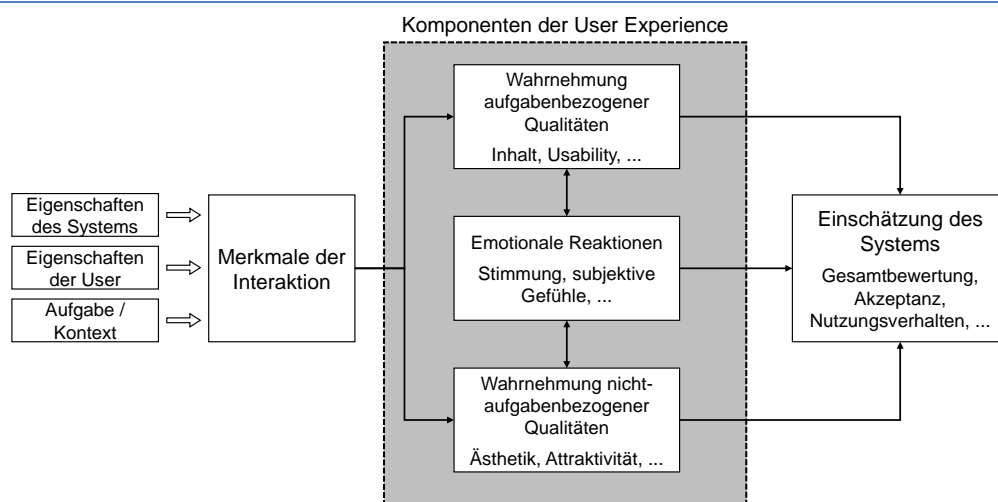 Komponenten der User Experience
Wahrnehmung
aufgabenbezogener
Qualitäten
Inhalt, Usability, ...
Eigenschaften
des Systems
Eigenschaften
der User
Aufgabe /
Kontext
Merkmale der
Interaktion
Emotionale Reaktionen
Stimmung, subjektive
Gefühle, ...
Wahrnehmung nicht-
aufgabenbezogener
Qualitäten
Ästhetik, Attraktivität, ...
Einschätzung des
Systems
Gesamtbewertung,
Akzeptanz,
Nutzungsverhalten, ...